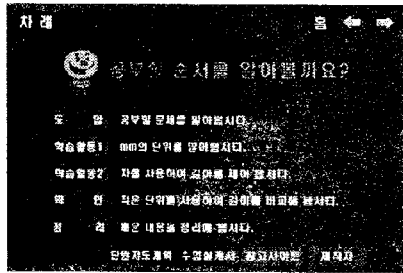 차 례
홈
공부할 순서를 알아볼까요?
도 입 공부할 문제를 알아봅시다.
학습활동1 mm의 단위를 알아봅시다.
학습활동2 자를 사용하여 길이를 재어 봅시다.
확 인 작은 단위를 사용하여 길이를 비교해 봅시다.
정 리 배운 내용을 정리해 봅시다.
단원지도계획 수업설계서 참고사이트 제작자